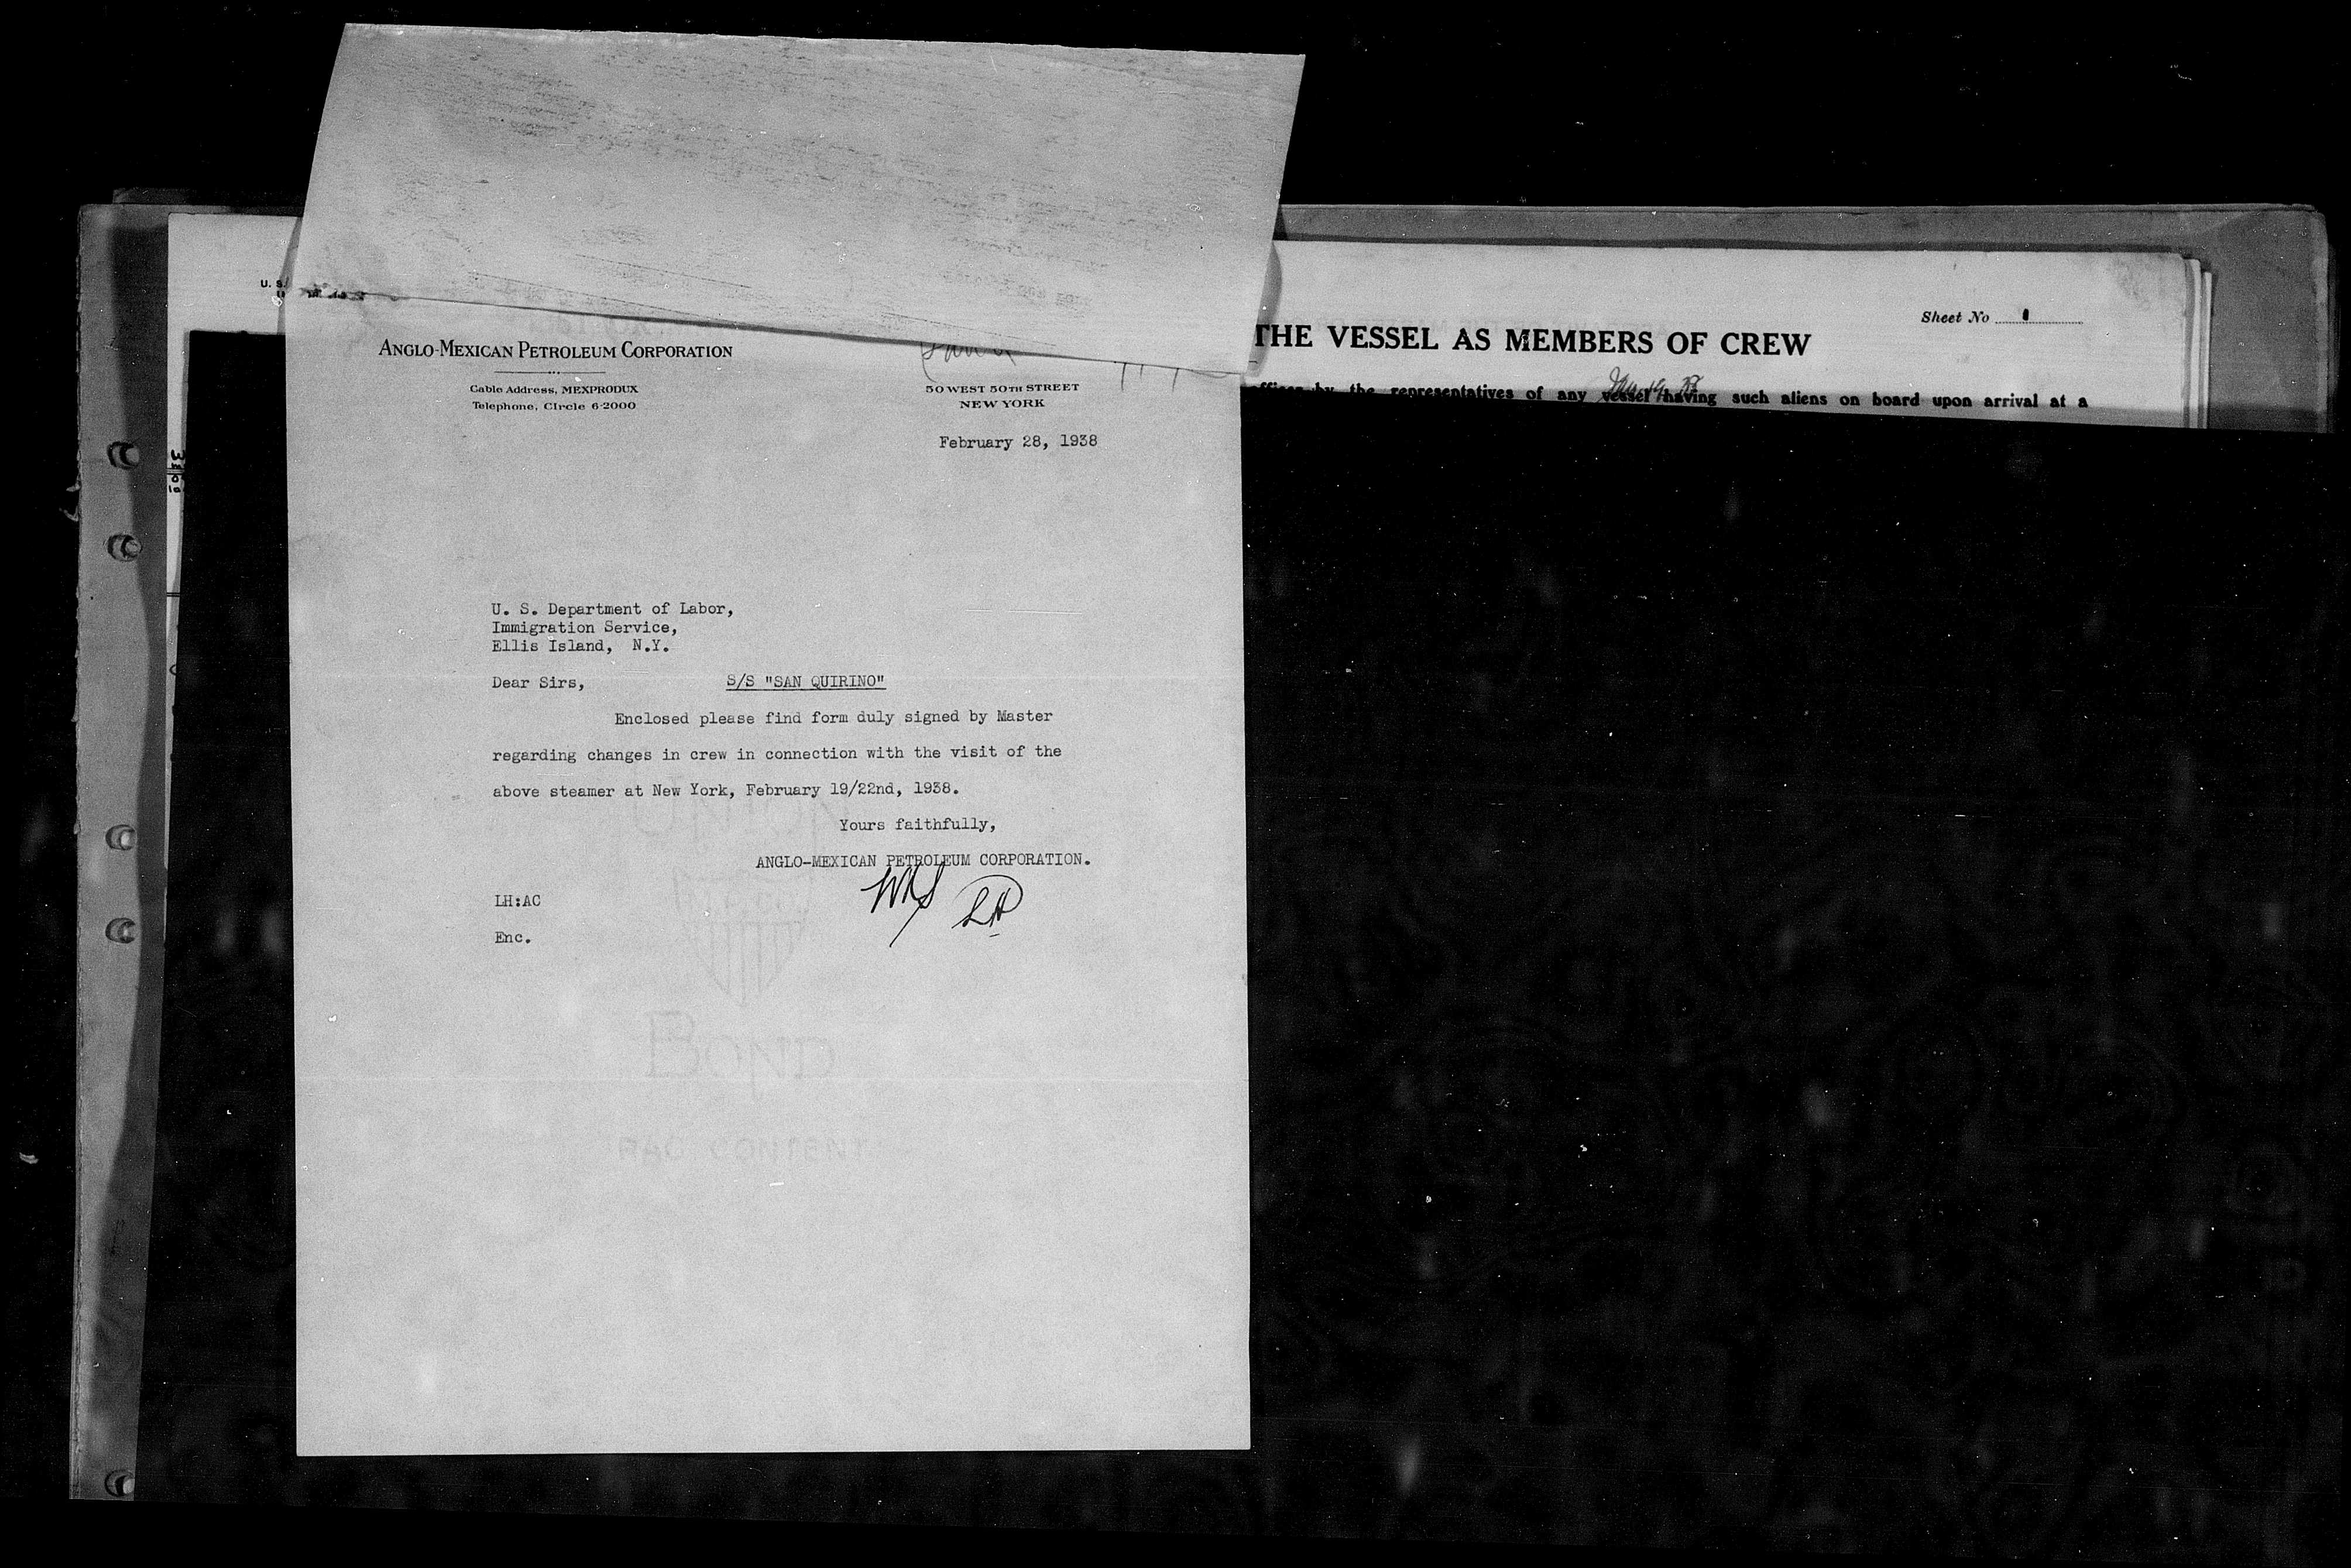 Sheet No 1
THE VESSEL AS MEMBERS OF CREW
by the representatives of any vessel having such aliens on board upon arrival at a
U. S.
ANGLO-MEXICAN PETROLEUM CORPORATION
Cable Address, MEXPRODUX
Telephone, CIrcle 6-2000
50 WEST 50TH STREET
NEW YORK
February 28, 1938
U. S. Department of Labor,
Immigration Service,
Ellis Island, N.Y.
Dear Sirs,
S/S "SAN QUIRINO"
Enclosed please find form duly signed by Master
regarding changes in crew in connection with the visit of the
above steamer at New York, February 19/22nd, 1938.
Yours faithfully,
ANGLO-MEXICAN PETROLEUM CORPORATION.
LH:AC
Enc.
UNION
BOND
RAG CONTENT